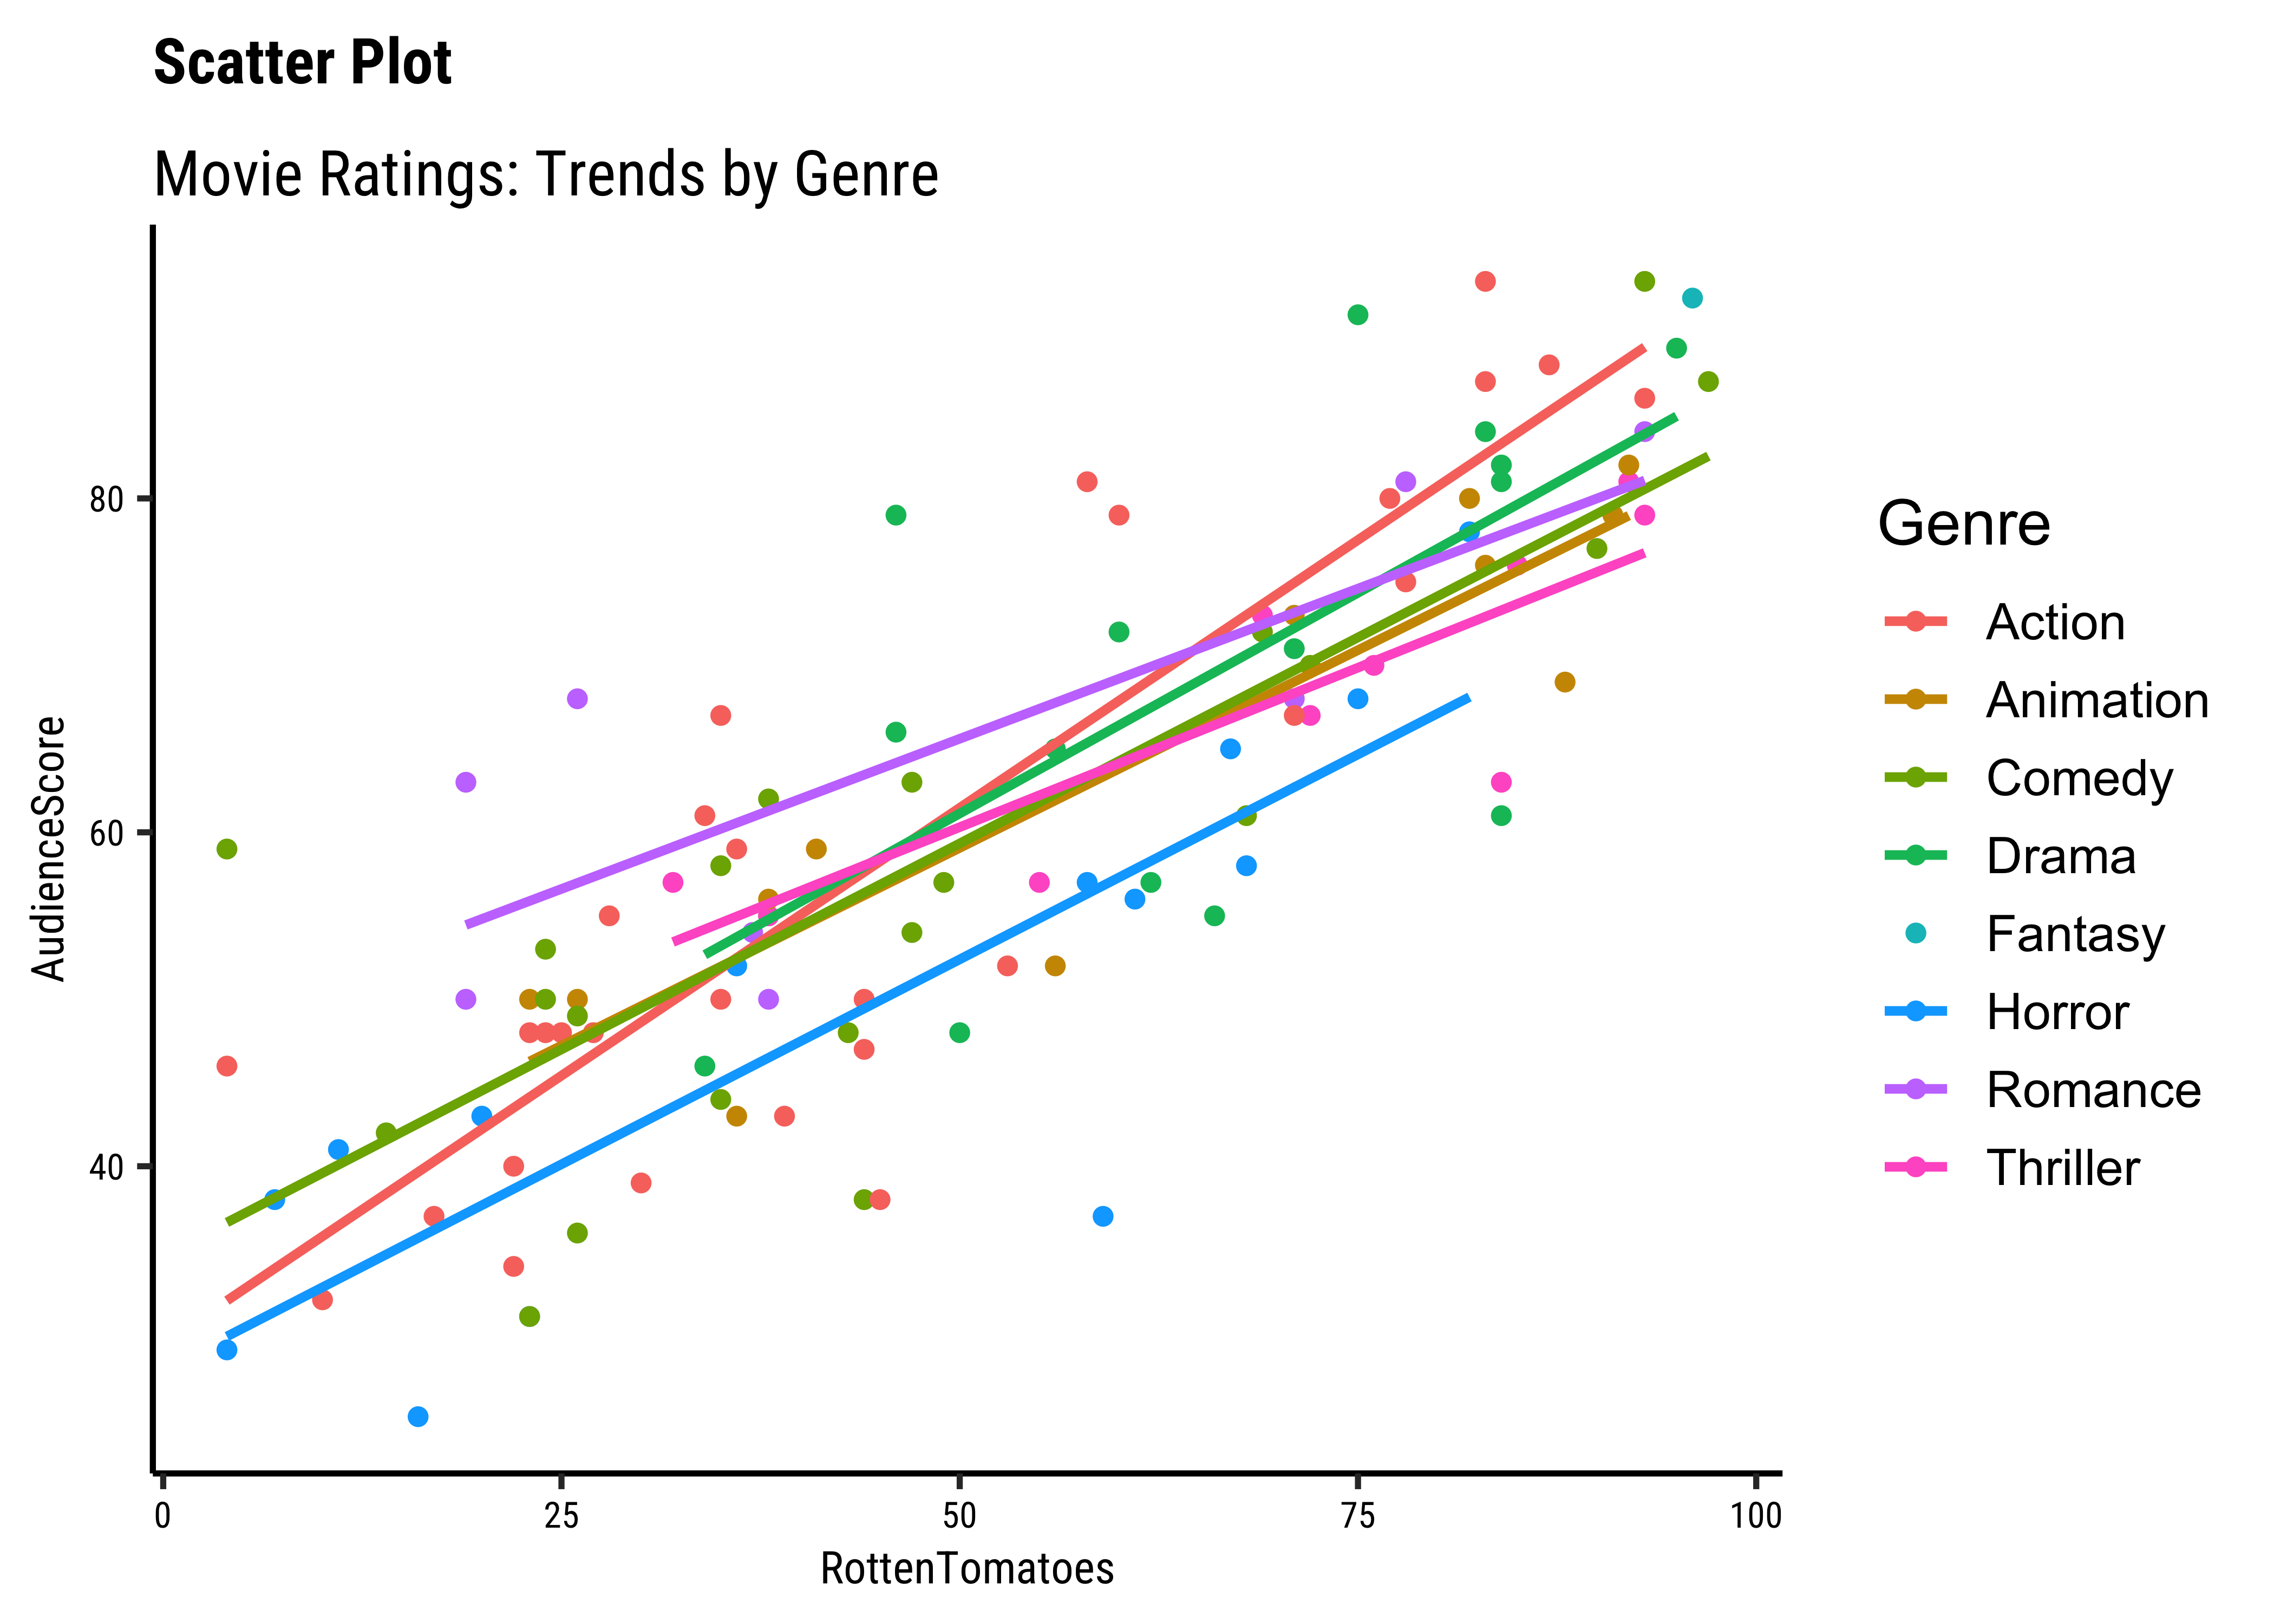 Scatter Plot
Movie Ratings: Trends by Genre
AudienceScore
80
60
40
0 25 50 75 100
RottenTomatoes
Genre
Action
Animation
Comedy
Drama
Fantasy
Horror
Romance
Thriller